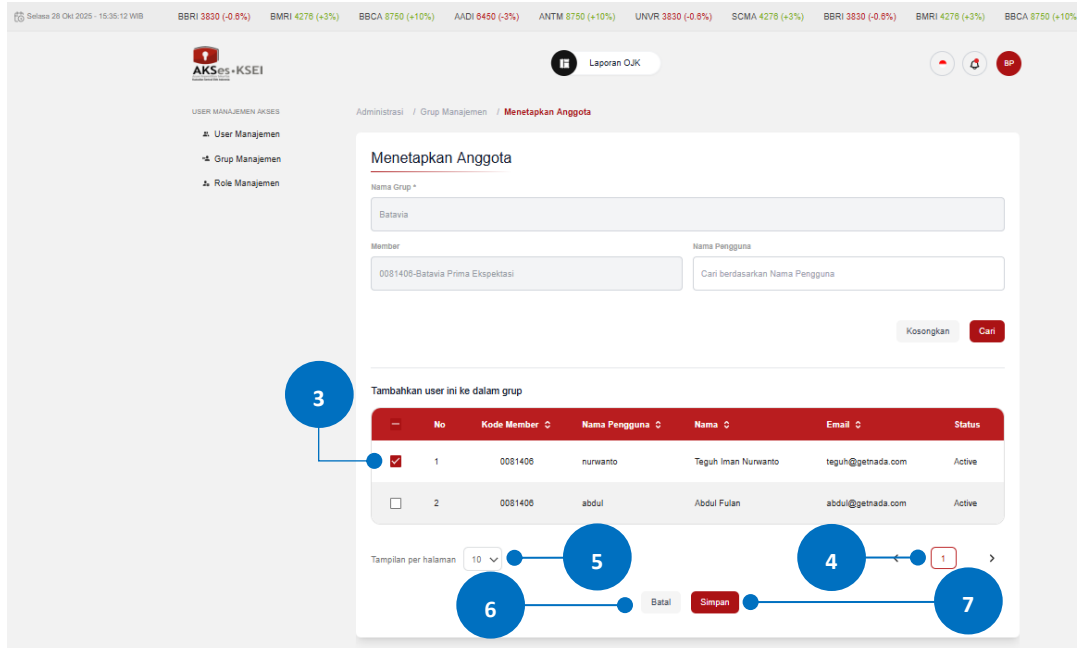 Selasa 28 Okt 2025 - 15:35:12 WIB BBRI 3830 (-0.6%) BMRI 4276 (+3%) BBCA 8750 (+10%) AADI 6450 (-3%) ANTM 8750 (+10%) UNVR 3830 (-0.6%) SCMA 4276 (+3%) BBRI 3830 (-0.6%) BMRI 4276 (+3%) BBCA 8750 (+10%
AKSes-KSEI
Laporan OJK
BP
USER MANAJEMEN AKSES
Administrasi / Grup Manajemen / Menetapkan Anggota
User Manajemen
Grup Manajemen
Role Manajemen
Menetapkan Anggota
Nama Grup *
Batavia
Member Nama Pengguna
0081406-Batavia Prima Ekspektasi Cari berdasarkan Nama Pengguna
Kosongkan Cari
3
Tambahkan user ini ke dalam grup
No Kode Member Nama Pengguna Nama Email Status
1 0081406 nurwanto Teguh Iman Nurwanto teguh@getnada.com Active
2 0081406 abdul Abdul Fulan abdul@getnada.com Active
Tampilan per halaman 10 5 4 < 1 >
6 Batal Simpan 7